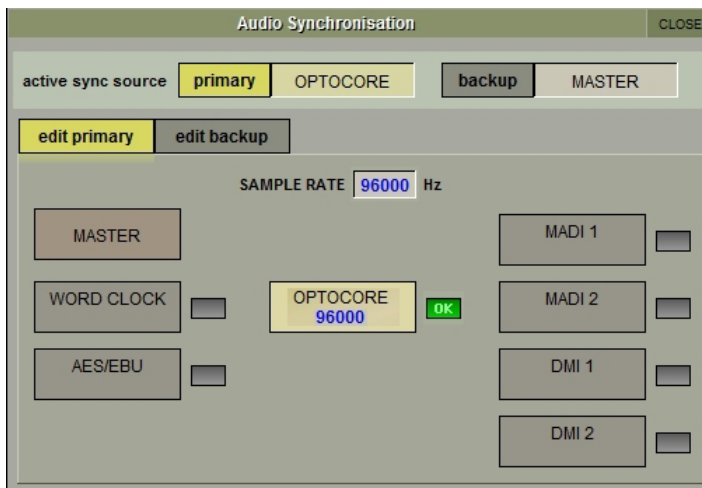 Audio Synchronisation CLOSE
active sync source primary OPTOCORE backup MASTER
edit primary edit backup
SAMPLE RATE 96000 Hz
MASTER
WORD CLOCK
AES/EBU
OPTOCORE
96000
OK
MADI 1
MADI 2
DMI 1
DMI 2